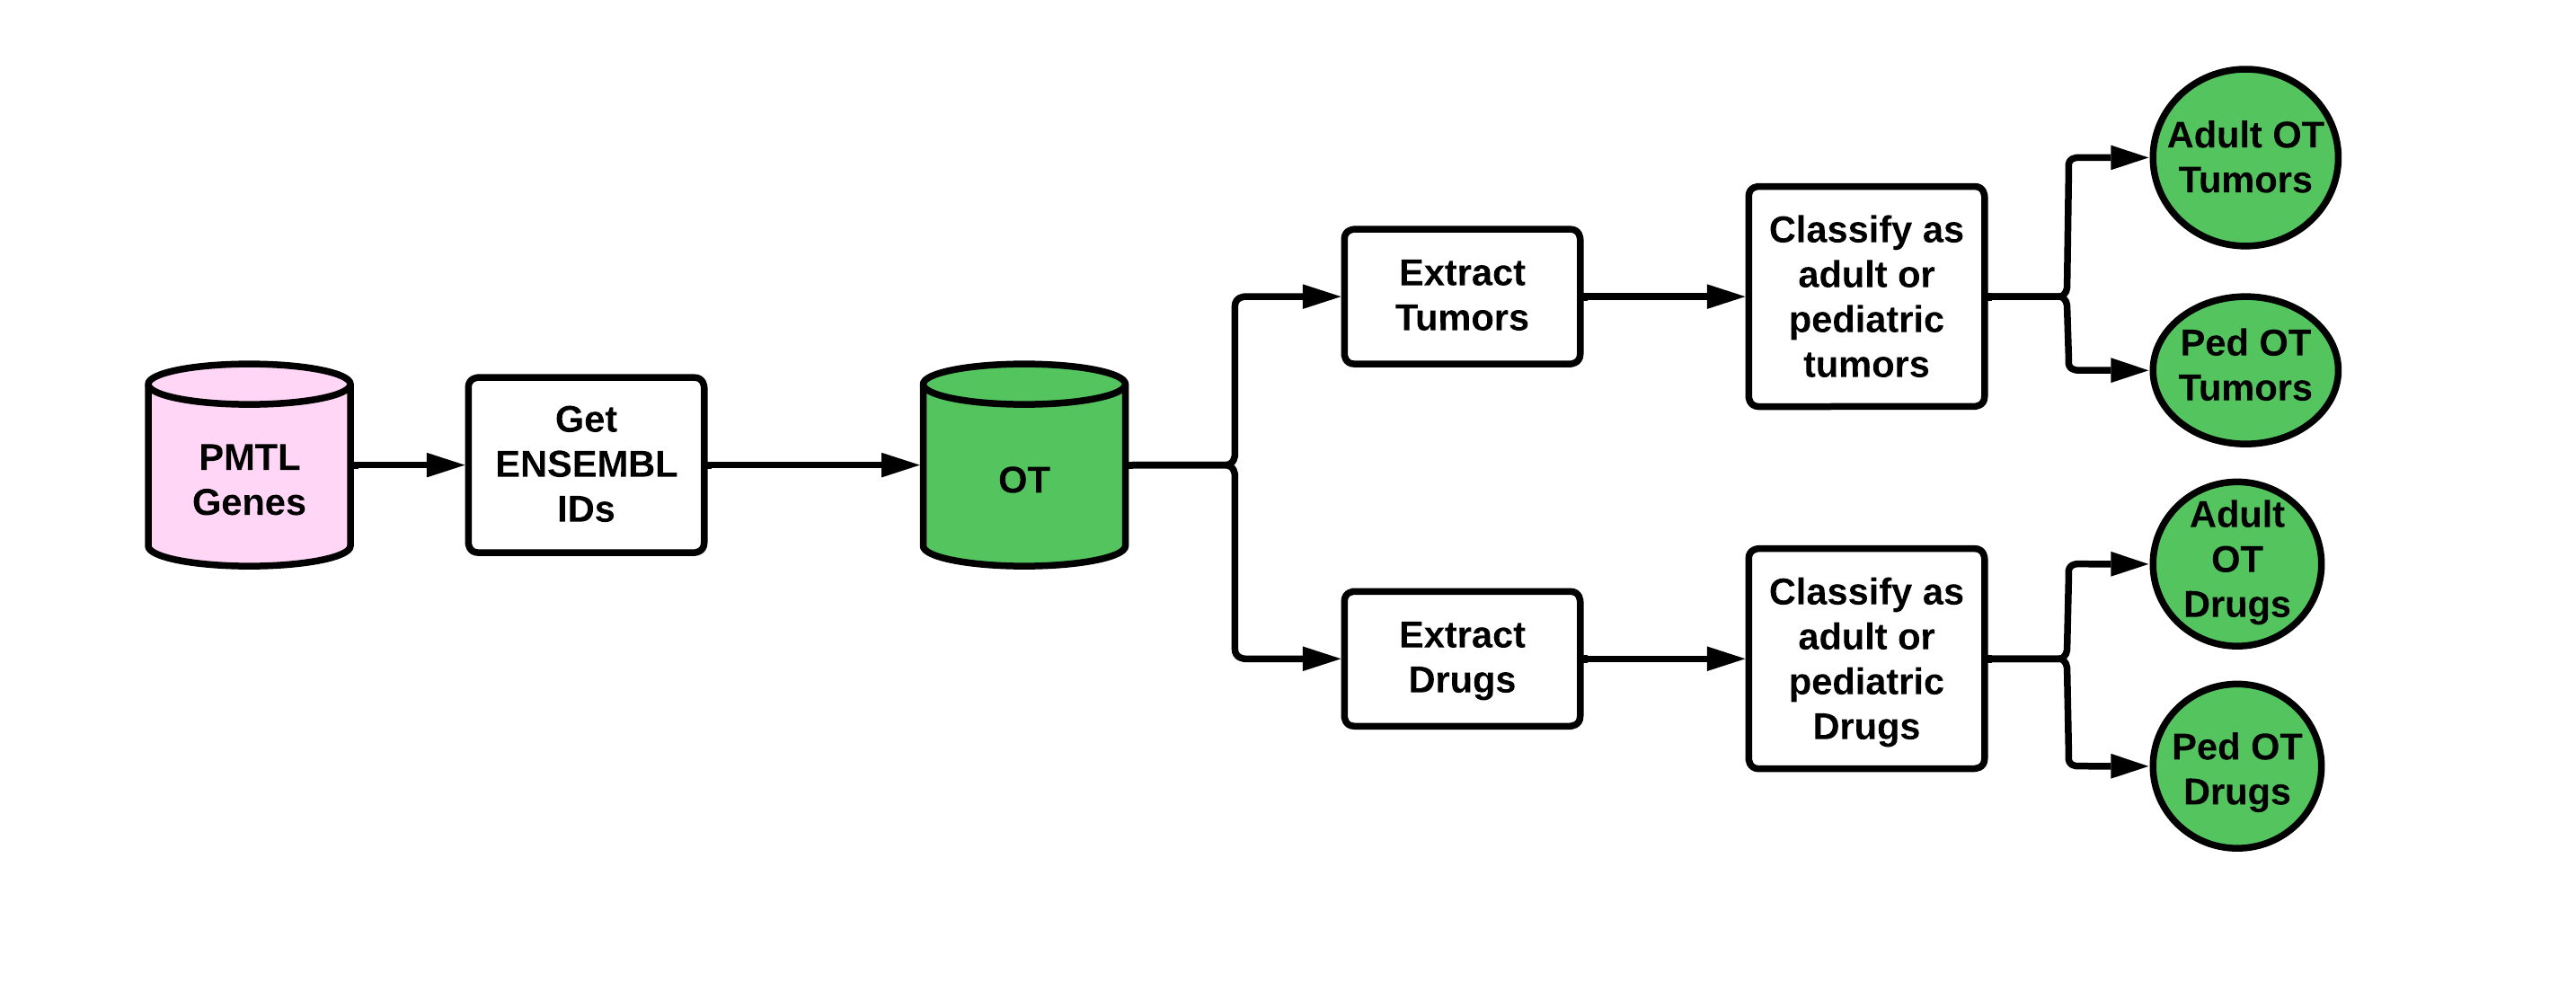 PMTL
Genes
Get
ENSEMBL
IDs
OT
Extract
Tumors
Classify as
adult or
pediatric
tumors
Adult OT
Tumors
Ped OT
Tumors
Extract
Drugs
Classify as
adult or
pediatric
Drugs
Adult
OT
Drugs
Ped OT
Drugs